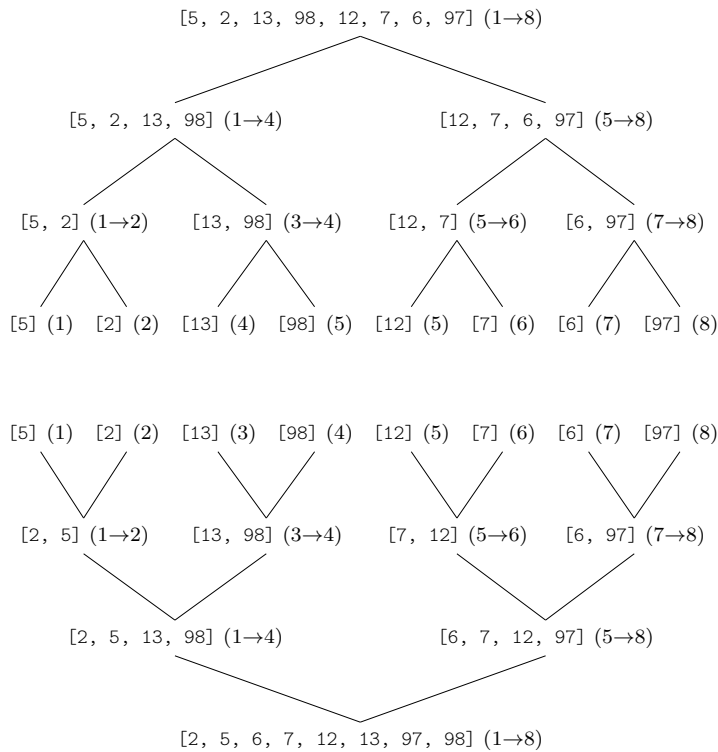 [5, 2, 13, 98, 12, 7, 6, 97] (1→8)
[5, 2, 13, 98] (1→4) [12, 7, 6, 97] (5→8)
[5, 2] (1→2) [13, 98] (3→4) [12, 7] (5→6) [6, 97] (7→8)
[5] (1) [2] (2) [13] (4) [98] (5) [12] (5) [7] (6) [6] (7) [97] (8)
[5] (1) [2] (2) [13] (3) [98] (4) [12] (5) [7] (6) [6] (7) [97] (8)
[2, 5] (1→2) [13, 98] (3→4) [7, 12] (5→6) [6, 97] (7→8)
[2, 5, 13, 98] (1→4) [6, 7, 12, 97] (5→8)
[2, 5, 6, 7, 12, 13, 97, 98] (1→8)